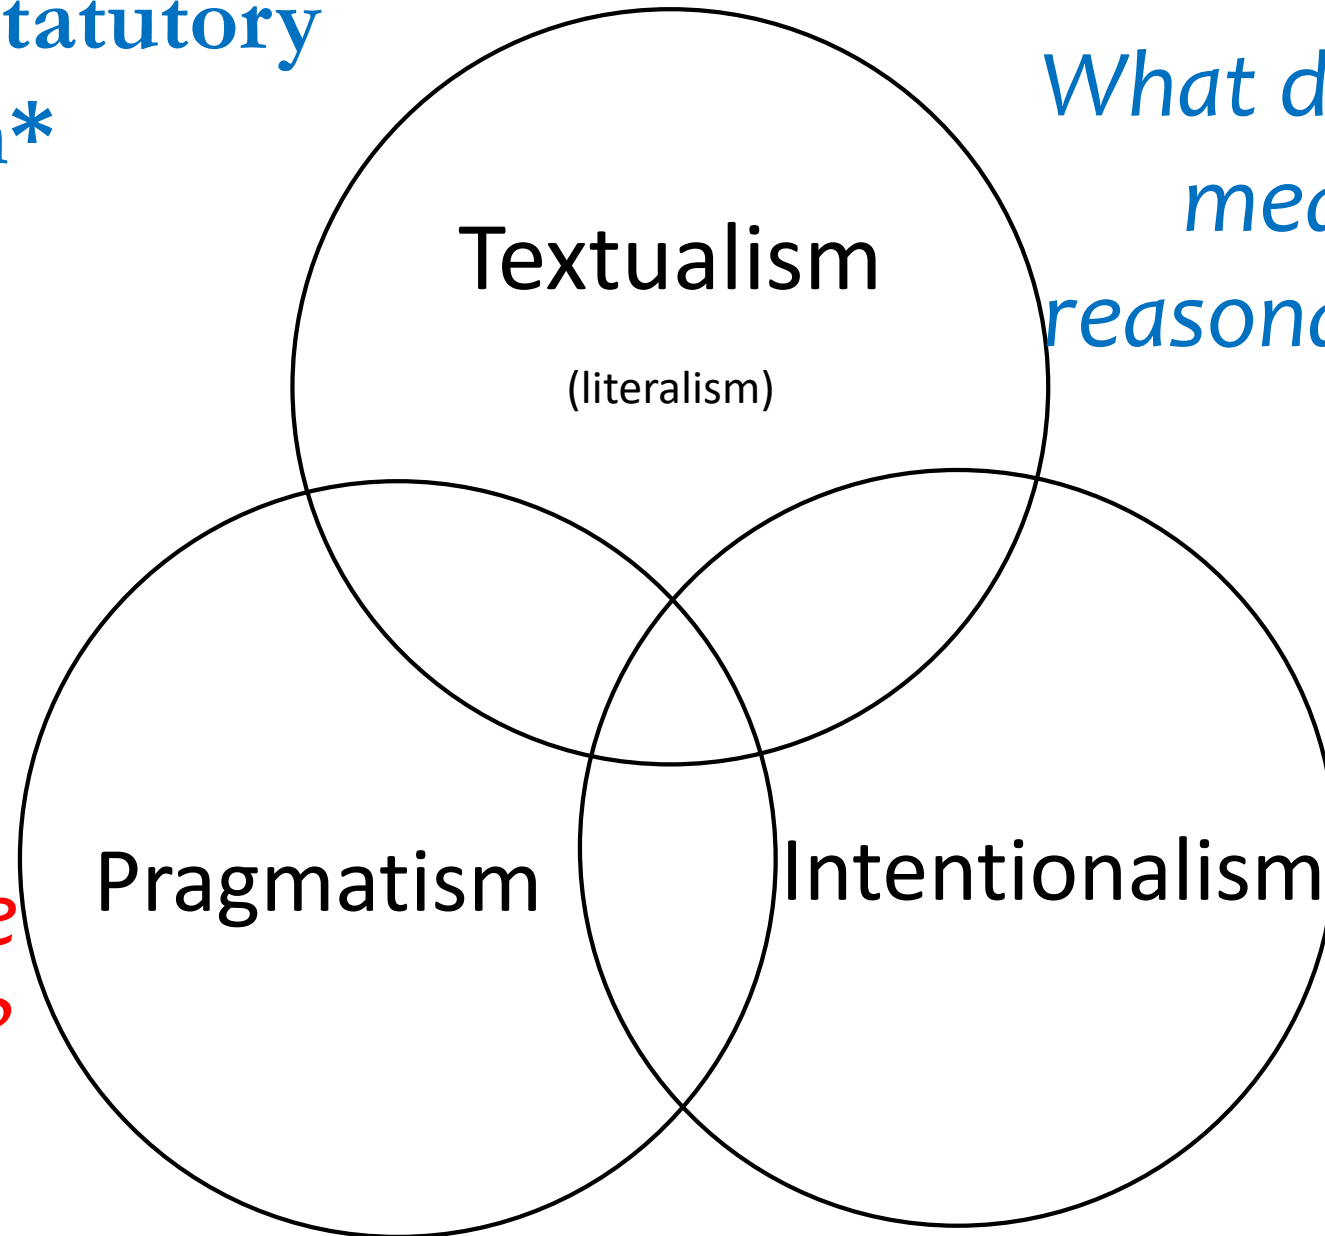 tatutory
What d
n*
mea
reasona
Textualism
(literalism)
Pragmatism
Intentionalism
e
?